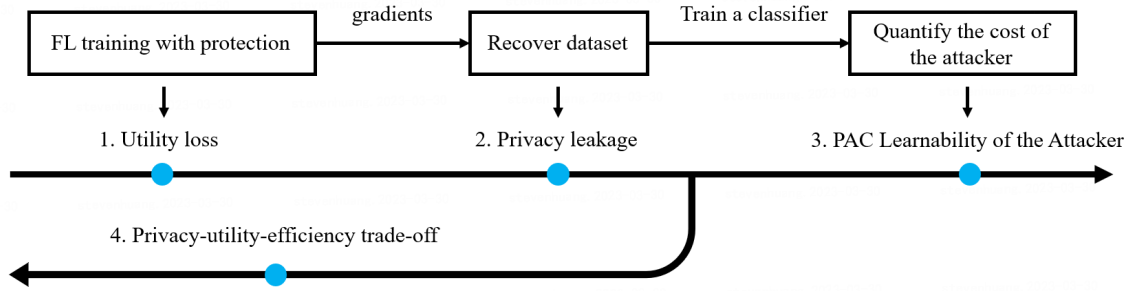 gradients
Train a classifier
FL training with protection
Recover dataset
Quantify the cost of
the attacker
1. Utility loss
2. Privacy leakage
3. PAC Learnability of the Attacker
4. Privacy-utility-efficiency trade-off